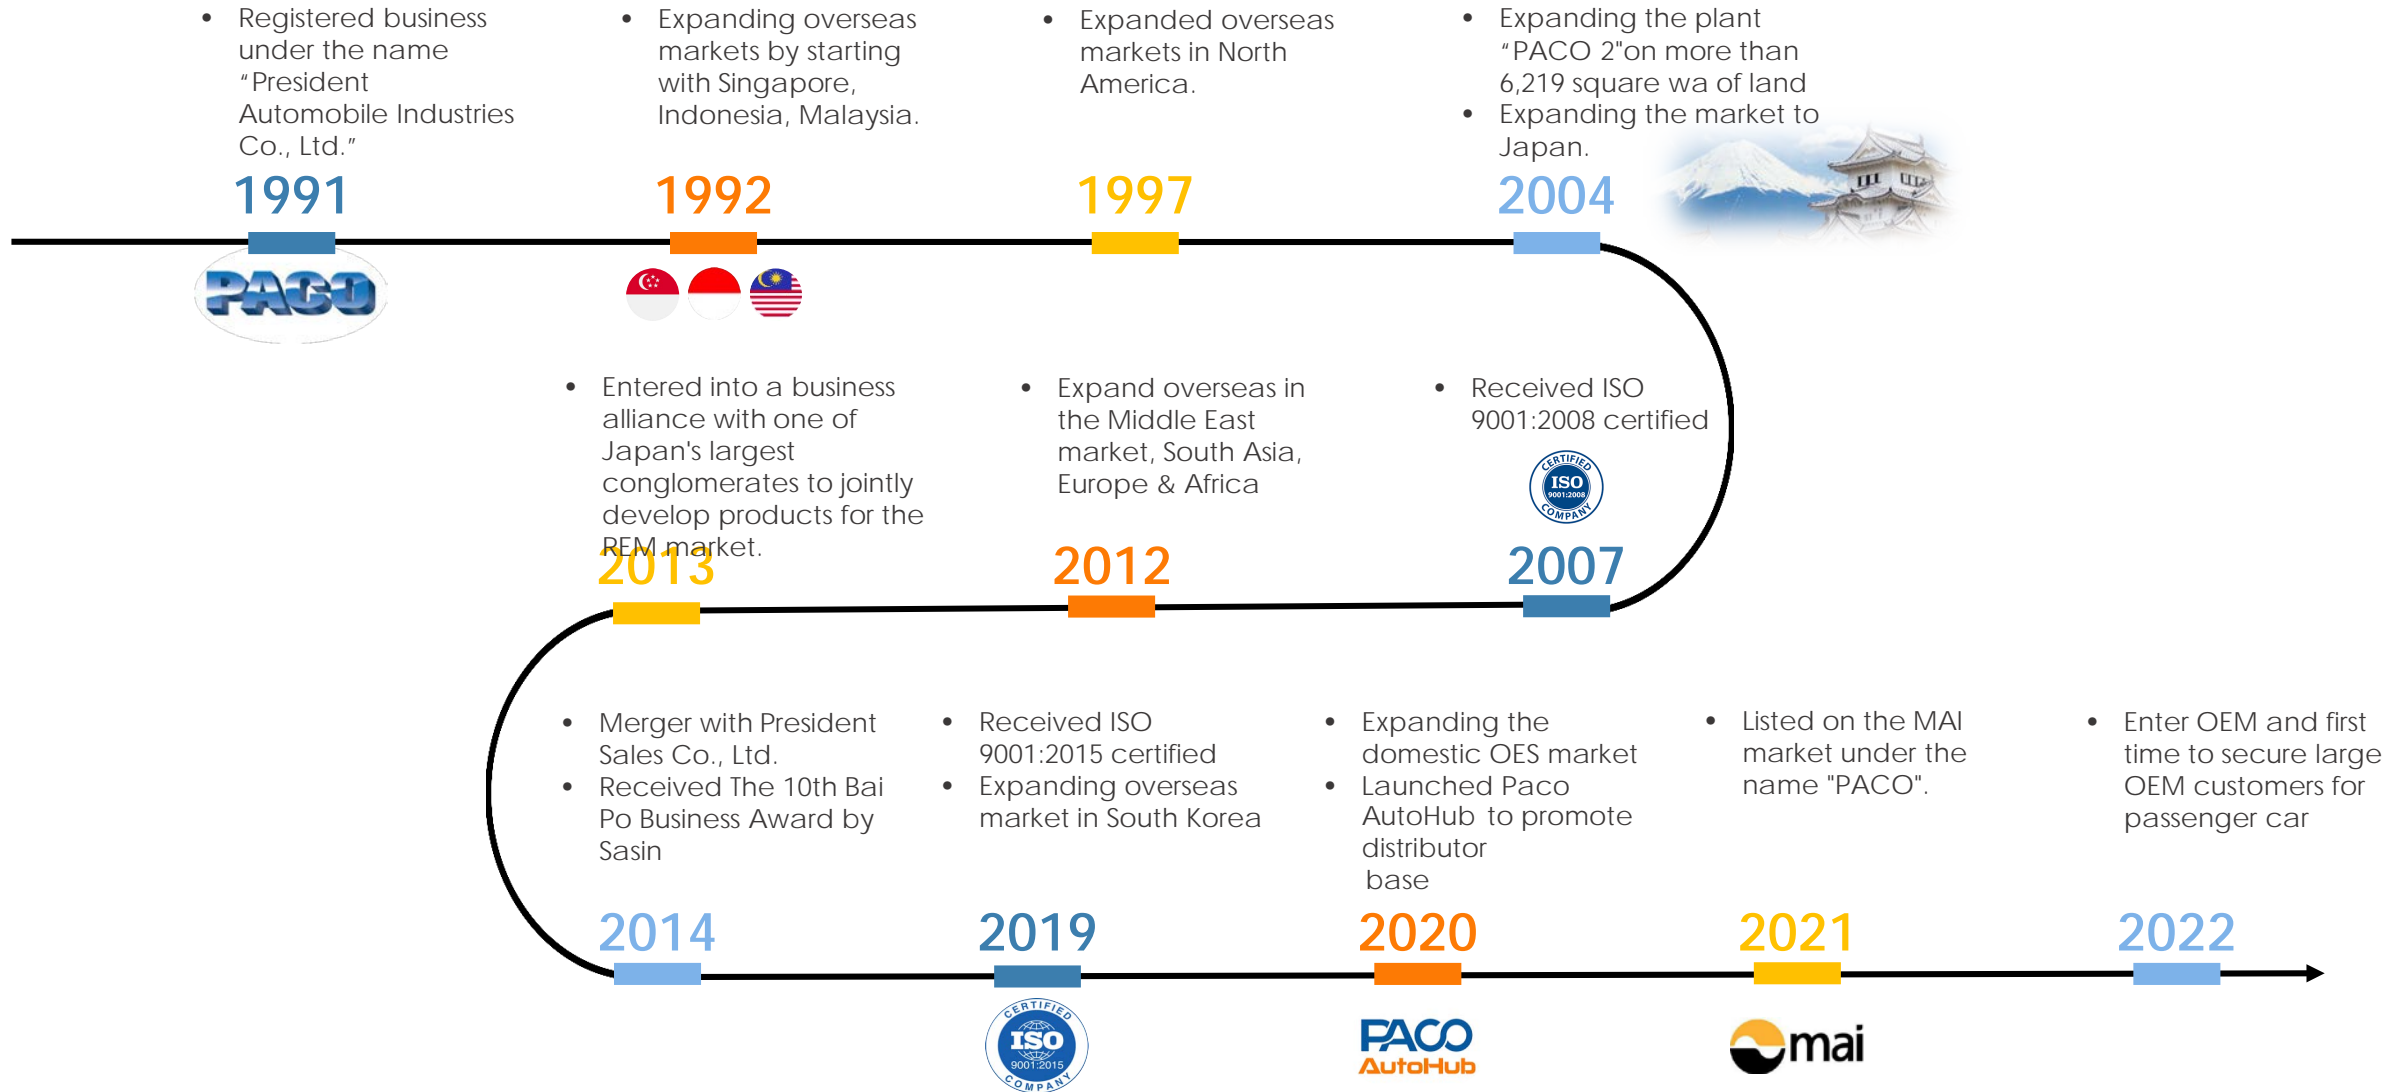 • Registered business
under the name
“President
Automobile Industries
Co., Ltd.”
1991
PACO
• Expanding overseas
markets by starting
with Singapore,
Indonesia, Malaysia.
1992
• Expanded overseas
markets in North
America.
1997
• Expanding the plant
“PACO 2"on more than
6,219 square wa of land
• Expanding the market to
Japan.
2004
• Received ISO
9001:2008 certified
CERTIFIED
ISO
9001:2008
COMPANY
2007
• Expand overseas in
the Middle East
market, South Asia,
Europe & Africa
2012
• Entered into a business
alliance with one of
Japan's largest
conglomerates to jointly
develop products for the
REM market.
2013
• Merger with President
Sales Co., Ltd.
• Received The 10th Bai
Po Business Award by
Sasin
2014
• Received ISO
9001:2015 certified
• Expanding overseas
market in South Korea
2019
CERTIFIED
ISO
9001:2015
COMPANY
• Expanding the
domestic OES market
• Launched Paco
AutoHub to promote
distributor
base
2020
PACO
AutoHub
• Listed on the MAI
market under the
name "PACO".
2021
mai
• Enter OEM and first
time to secure large
OEM customers for
passenger car
2022